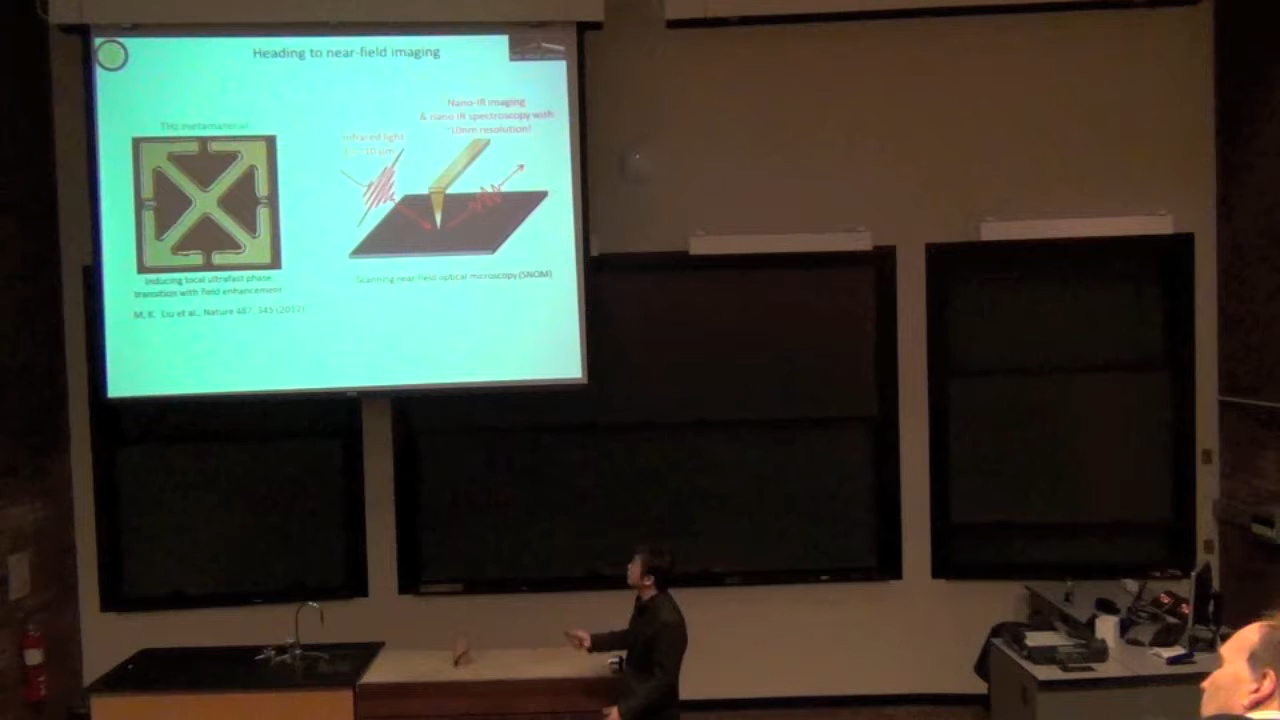 Heading to near-field imaging
Nano-IR imaging
& nano IR spectroscopy with
~10nm resolution!
THz metamaterial
Infrared light
~10 µm
Inducing local ultrafast phase
transition with field enhancement
Scanning near-field optical microscopy (SNOM)
M. K. Liu et al., Nature 487, 345 (2012)